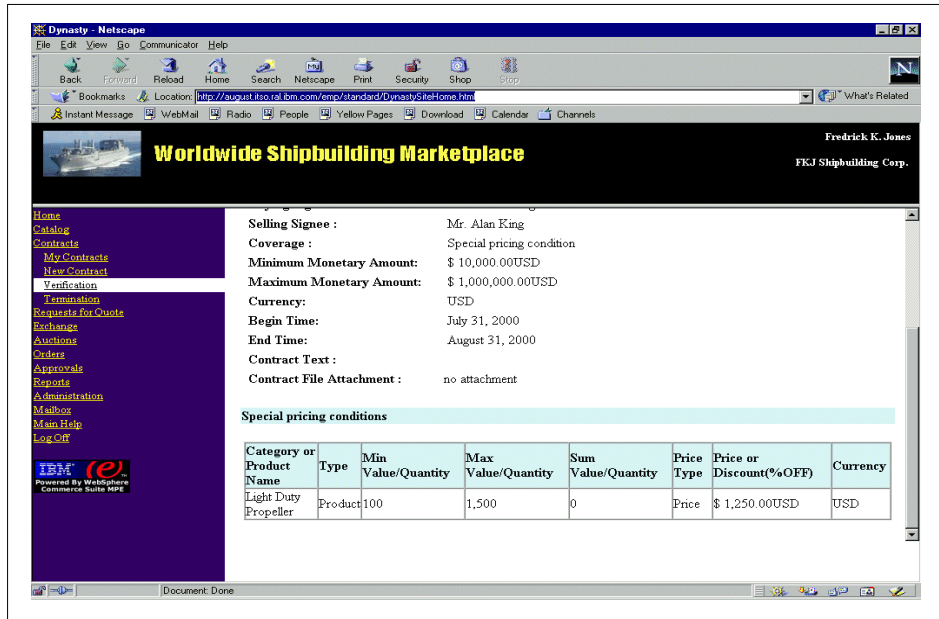 Dynasty - Netscape
File Edit View Go Communicator Help
Back Forward Reload Home Search Netscape Print Security Shop Stop
My
N
Bookmarks Location: http://august.itso.ral.ibm.com/emp/standard/DynastySiteHome.htm What's Related
Instant Message WebMail Radio People Yellow Pages Download Calendar Channels
Worldwide Shipbuilding Marketplace
Fredrick K. Jones
FKJ Shipbuilding Corp.
Home
Catalog
Contracts
My Contracts
New Contract
Verification
Termination
Requests for Quote
Exchange
Auctions
Orders
Approvals
Reports
Administration
Mailbox
Main Help
Log Off
IBM e
Powered By WebSphere
Commerce Suite MPE
Selling Signee : Mr. Alan King
Coverage : Special pricing condition
Minimum Monetary Amount: $ 10,000.00USD
Maximum Monetary Amount: $ 1,000,000.00USD
Currency: USD
Begin Time: July 31, 2000
End Time: August 31, 2000
Contract Text :
Contract File Attachment : no attachment
Special pricing conditions
Category or Product Name Type Min Value/Quantity Max Value/Quantity Sum Value/Quantity Price Type Price or Discount(%OFF) Currency
Light Duty Propeller Product 100 1,500 0 Price $ 1,250.00USD USD
Document: Done